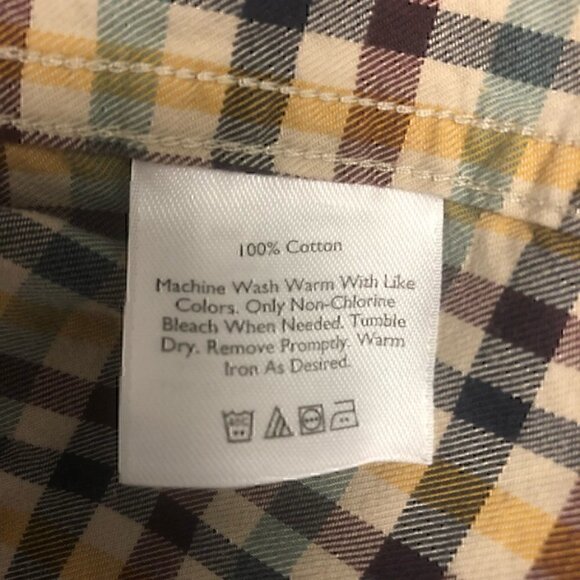 100% Cotton
Machine Wash Warm With Like
Colors. Only Non-Chlorine
Bleach When Needed. Tumble
Dry. Remove Promptly. Warm
Iron As Desired.
40C